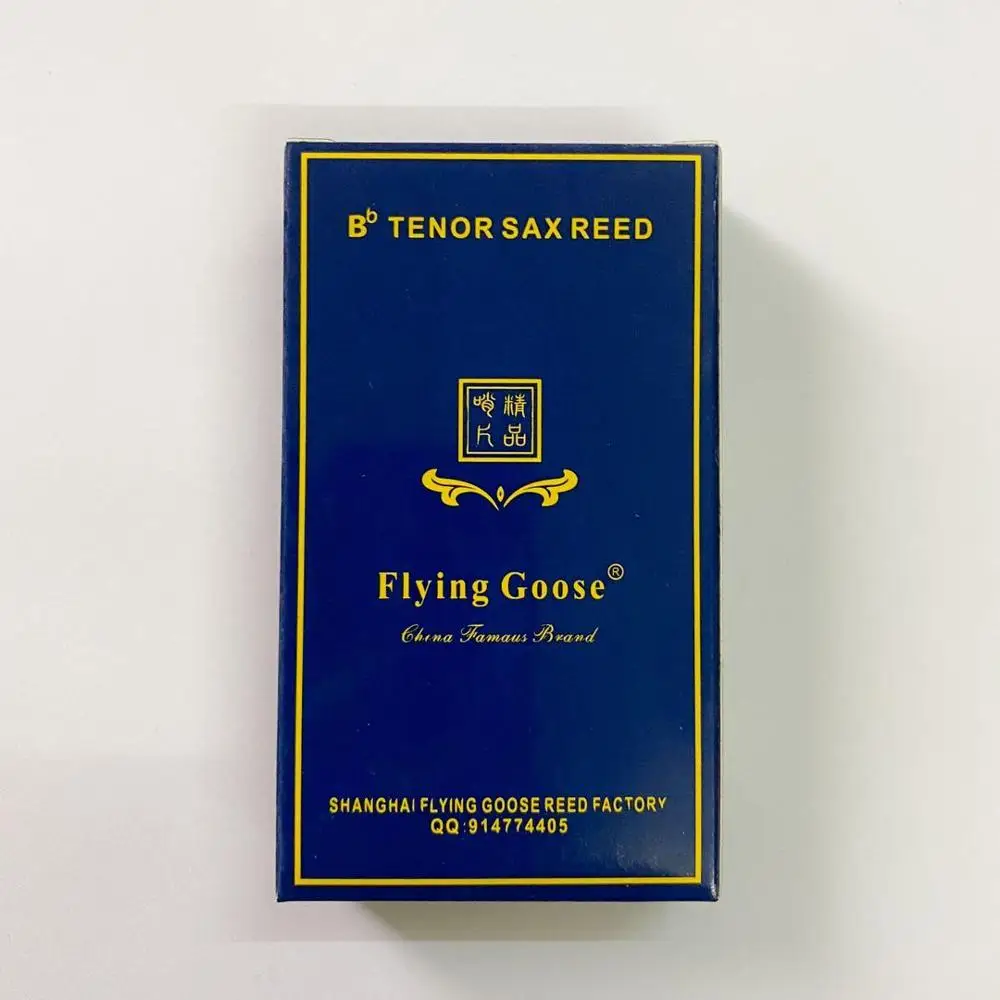 Bb TENOR SAX REED
精品
哨片
Flying Goose®
China Famaus Brand
SHANGHAI FLYING GOOSE REED FACTORY
QQ:914774405